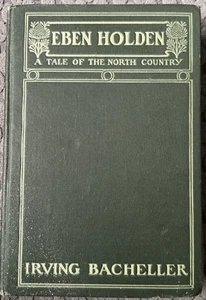 EBEN HOLDEN
A TALE OF THE NORTH COUNTRY
IRVING BACHELLER